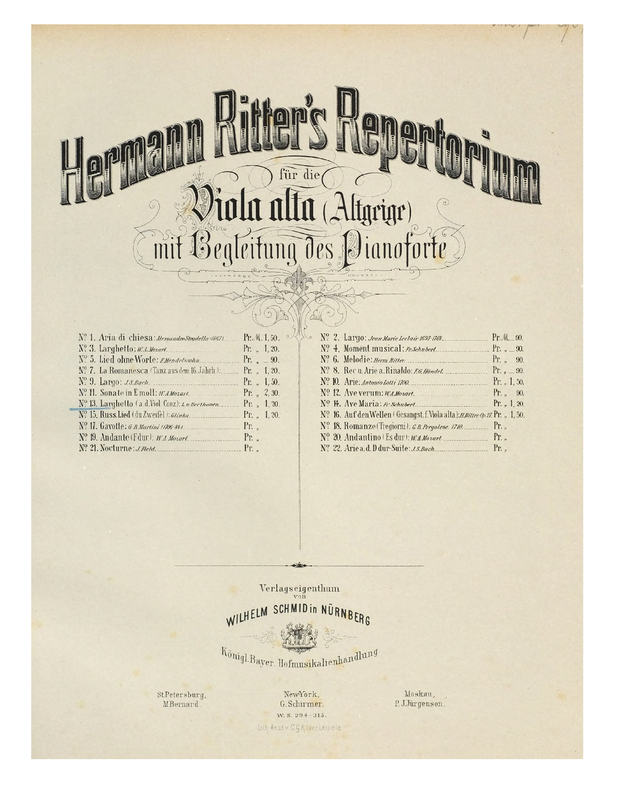 Hermann Ritter's Repertorium
für die
Viola alta (Altgeige)
mit Begleitung des Pianoforte
Nº 1. Aria di chiesa: Pr. M. 1, 50.
Nº 3. Larghetto: W. A. Mozart. Pr. „ 1, 20.
Nº 5. Lied ohne Worte: F. Mendelssohn. Pr. „ 90.
Nº 7. La Romanesca (Tanz aus dem 16. Jahrh.): Pr. „ 1, 20.
Nº 9. Largo: J. S. Bach. Pr. „ 1, 50.
Nº 11. Sonate in E moll: W. A. Mozart. Pr. „ 2, 30.
Nº 13. Larghetto (a. d. Viol. Conz.): L. v. Beethoven. Pr. „ 1, 20.
Nº 15. Russ. Lied (du Zweifel): Glinka. Pr. „ 1, 20.
Nº 17. Gavotte: G. B. Martini Pr. „
Nº 19. Andante (F dur): W. A. Mozart. Pr. „
Nº 21. Nocturne: J. Field. Pr. „
Nº 2. Largo: Jean Marie Leclair Pr. M. 90.
Nº 4. Moment musical: Fr. Schubert. Pr. „ 90.
Nº 6. Melodie: Herm. Ritter. Pr. „ 90.
Nº 8. Rec. u. Arie a. Rinaldo: F. G. Händel. Pr. „ 90.
Nº 10. Arie: Antonio Lotti 1700. Pr. „ 1, 50.
Nº 12. Ave verum: W. A. Mozart. Pr. „ 90.
Nº 14. Ave Maria: Fr. Schubert. Pr. „ 1, 20.
Nº 16. Auf den Wellen (Gesangst. f. Viola alta): H. Ritter Op. Pr. „ 1, 50.
Nº 18. Romanze (Tregiorni): G. B. Pergolese. 1740. Pr. „
Nº 20. Andantino (Es dur): W. A. Mozart. Pr. „
Nº 22. Arie a. d. D dur-Suite: J. S. Bach. Pr. „
Verlagseigenthum
von
WILHELM SCHMID in NÜRNBERG
Königl. Bayer. Hofmusikalienhandlung
St. Petersburg, New-York, Moskau,
M. Bernard. G. Schirmer. P. J. Jürgenson.
W. S. 294-315.